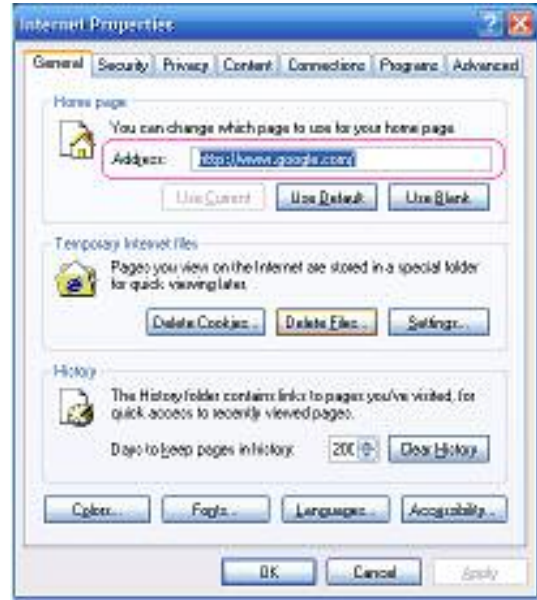 Internet Properties
General Security Privacy Content Connections Programs Advanced
Home page
You can change which page to use for your home page.
Address: http://www.google.com/
Use Current Use Default Use Blank
Temporary Internet files
Pages you view on the Internet are stored in a special folder
for quick viewing later.
Delete Cookies... Delete Files... Settings...
History
The History folder contains links to pages you've visited, for
quick access to recently viewed pages.
Days to keep pages in history: Clear History
Colors... Fonts... Languages... Accessibility...
OK Cancel Apply